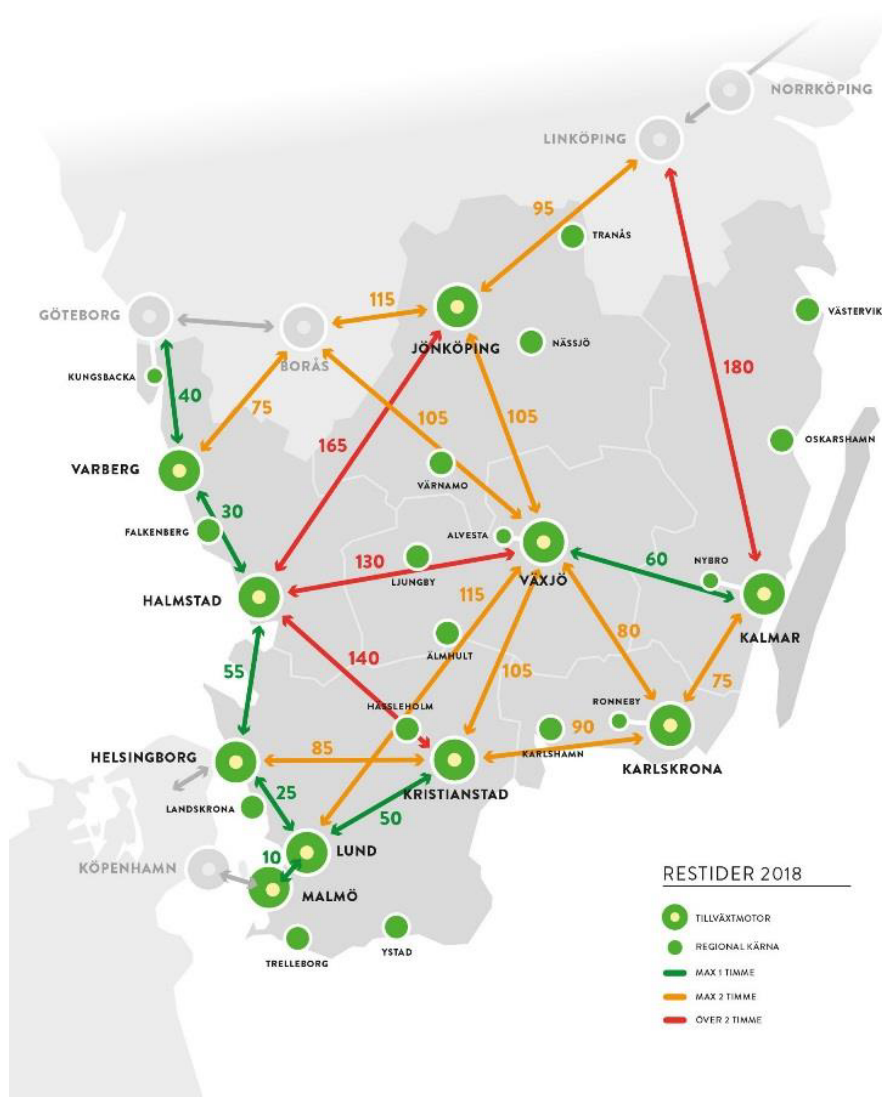 NORRKÖPING
LINKÖPING
95
TRANÅS
GÖTEBORG
115
JÖNKÖPING
VÄSTERVIK
NÄSSJÖ
BORÅS
KUNGSBACKA
40
75
180
105
105
165
OSKARSHAMN
VARBERG
VÄRNAMO
30
FALKENBERG
ALVESTA
130
LJUNGBY
VÄXJÖ
60
NYBRO
HALMSTAD
115
KALMAR
80
ÄLMHULT
140
105
55
75
HÄSSLEHOLM
RONNEBY
90
HELSINGBORG
85
KARLSHAMN
KARLSKRONA
25
KRISTIANSTAD
LANDSKRONA
50
10
LUND
KÖPENHAMN
MALMÖ
YSTAD
TRELLEBORG
RESTIDER 2018
TILLVÄXTMOTOR
REGIONAL KÄRNA
MAX 1 TIMME
MAX 2 TIMME
ÖVER 2 TIMME